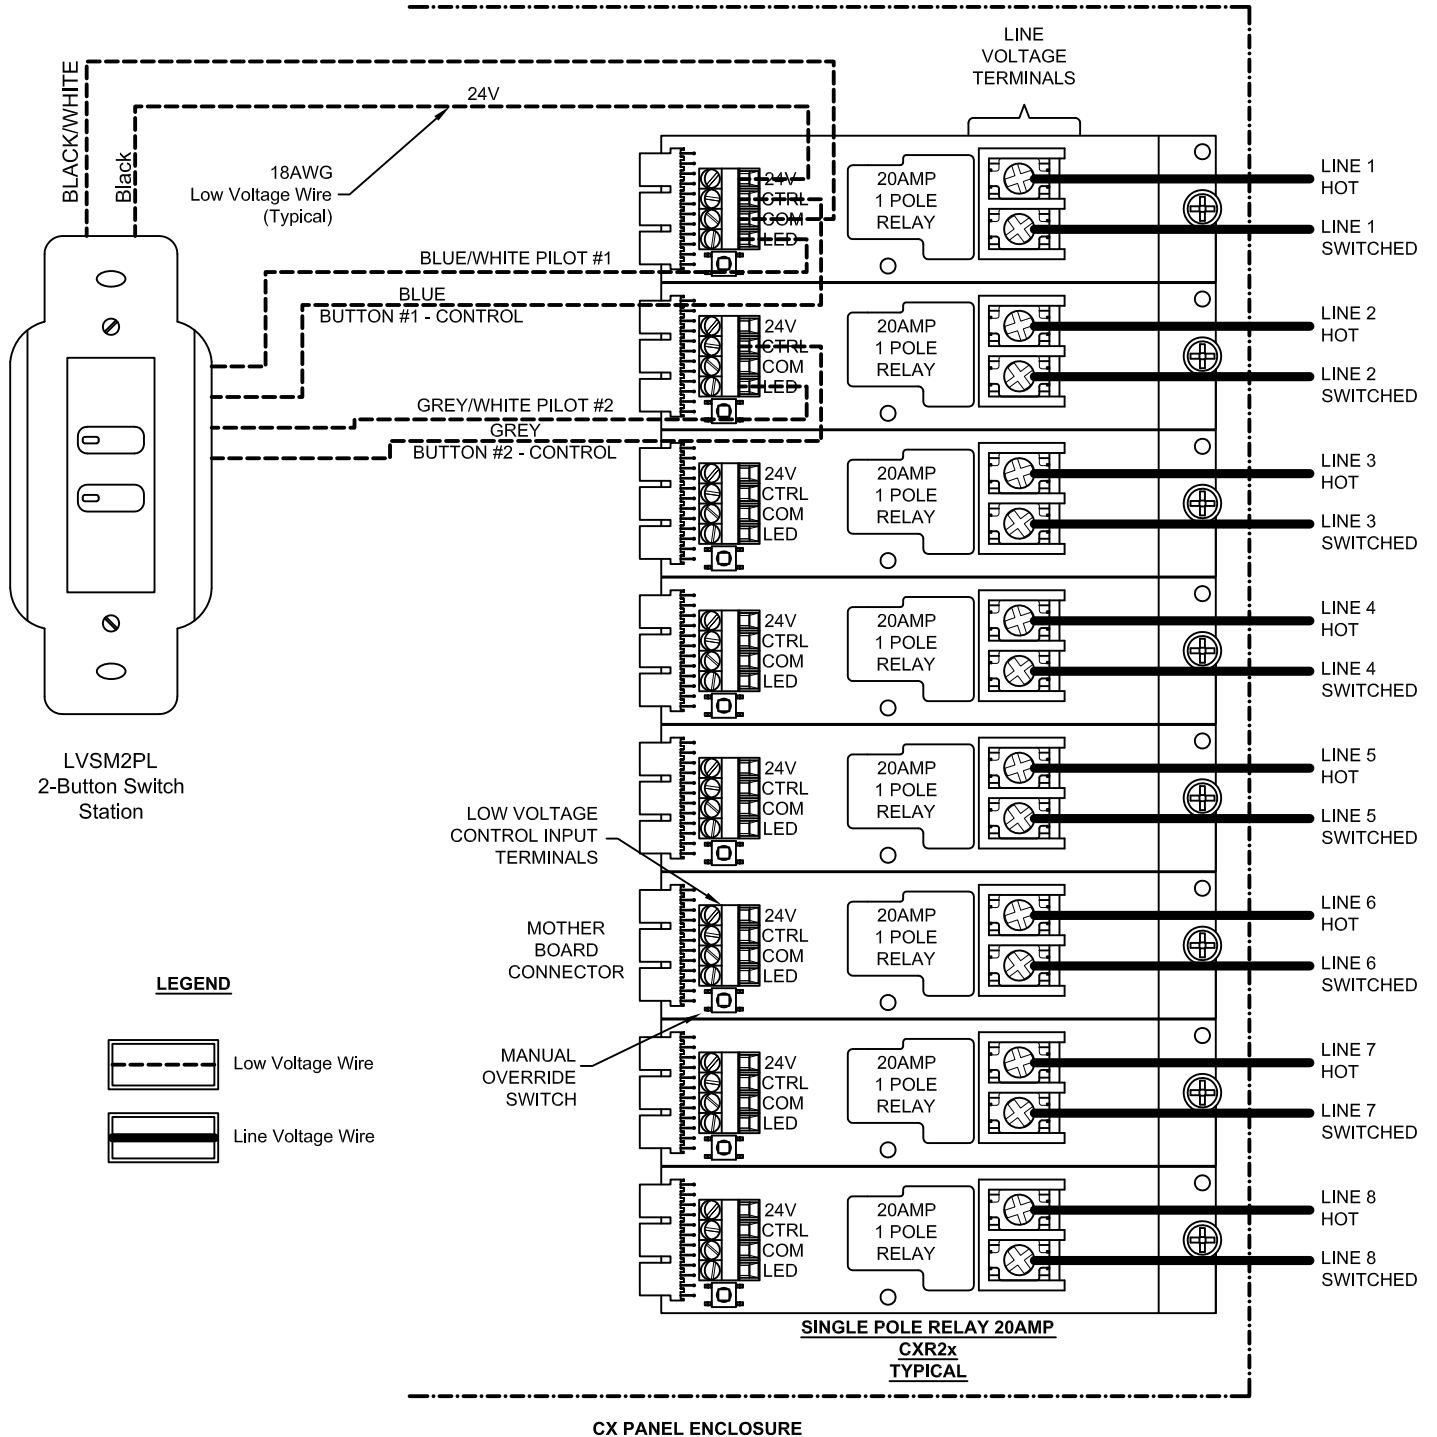 LINE
VOLTAGE
TERMINALS
BLACK/WHITE
Black
24V
18AWG
Low Voltage Wire
(Typical)
BLUE/WHITE PILOT #1
BLUE
BUTTON #1 - CONTROL
GREY/WHITE PILOT #2
GREY
BUTTON #2 - CONTROL
24V
CTRL
COM
LED
20AMP
1 POLE
RELAY
LINE 1
HOT
LINE 1
SWITCHED
24V
CTRL
COM
LED
20AMP
1 POLE
RELAY
LINE 2
HOT
LINE 2
SWITCHED
24V
CTRL
COM
LED
20AMP
1 POLE
RELAY
LINE 3
HOT
LINE 3
SWITCHED
24V
CTRL
COM
LED
20AMP
1 POLE
RELAY
LINE 4
HOT
LINE 4
SWITCHED
LVSM2PL
2-Button Switch
Station
24V
CTRL
COM
LED
20AMP
1 POLE
RELAY
LINE 5
HOT
LINE 5
SWITCHED
LOW VOLTAGE
CONTROL INPUT
TERMINALS
MOTHER
BOARD
CONNECTOR
24V
CTRL
COM
LED
20AMP
1 POLE
RELAY
LINE 6
HOT
LINE 6
SWITCHED
LEGEND
Low Voltage Wire
Line Voltage Wire
MANUAL
OVERRIDE
SWITCH
24V
CTRL
COM
LED
20AMP
1 POLE
RELAY
LINE 7
HOT
LINE 7
SWITCHED
24V
CTRL
COM
LED
20AMP
1 POLE
RELAY
LINE 8
HOT
LINE 8
SWITCHED
SINGLE POLE RELAY 20AMP
CXR2x
TYPICAL
CX PANEL ENCLOSURE